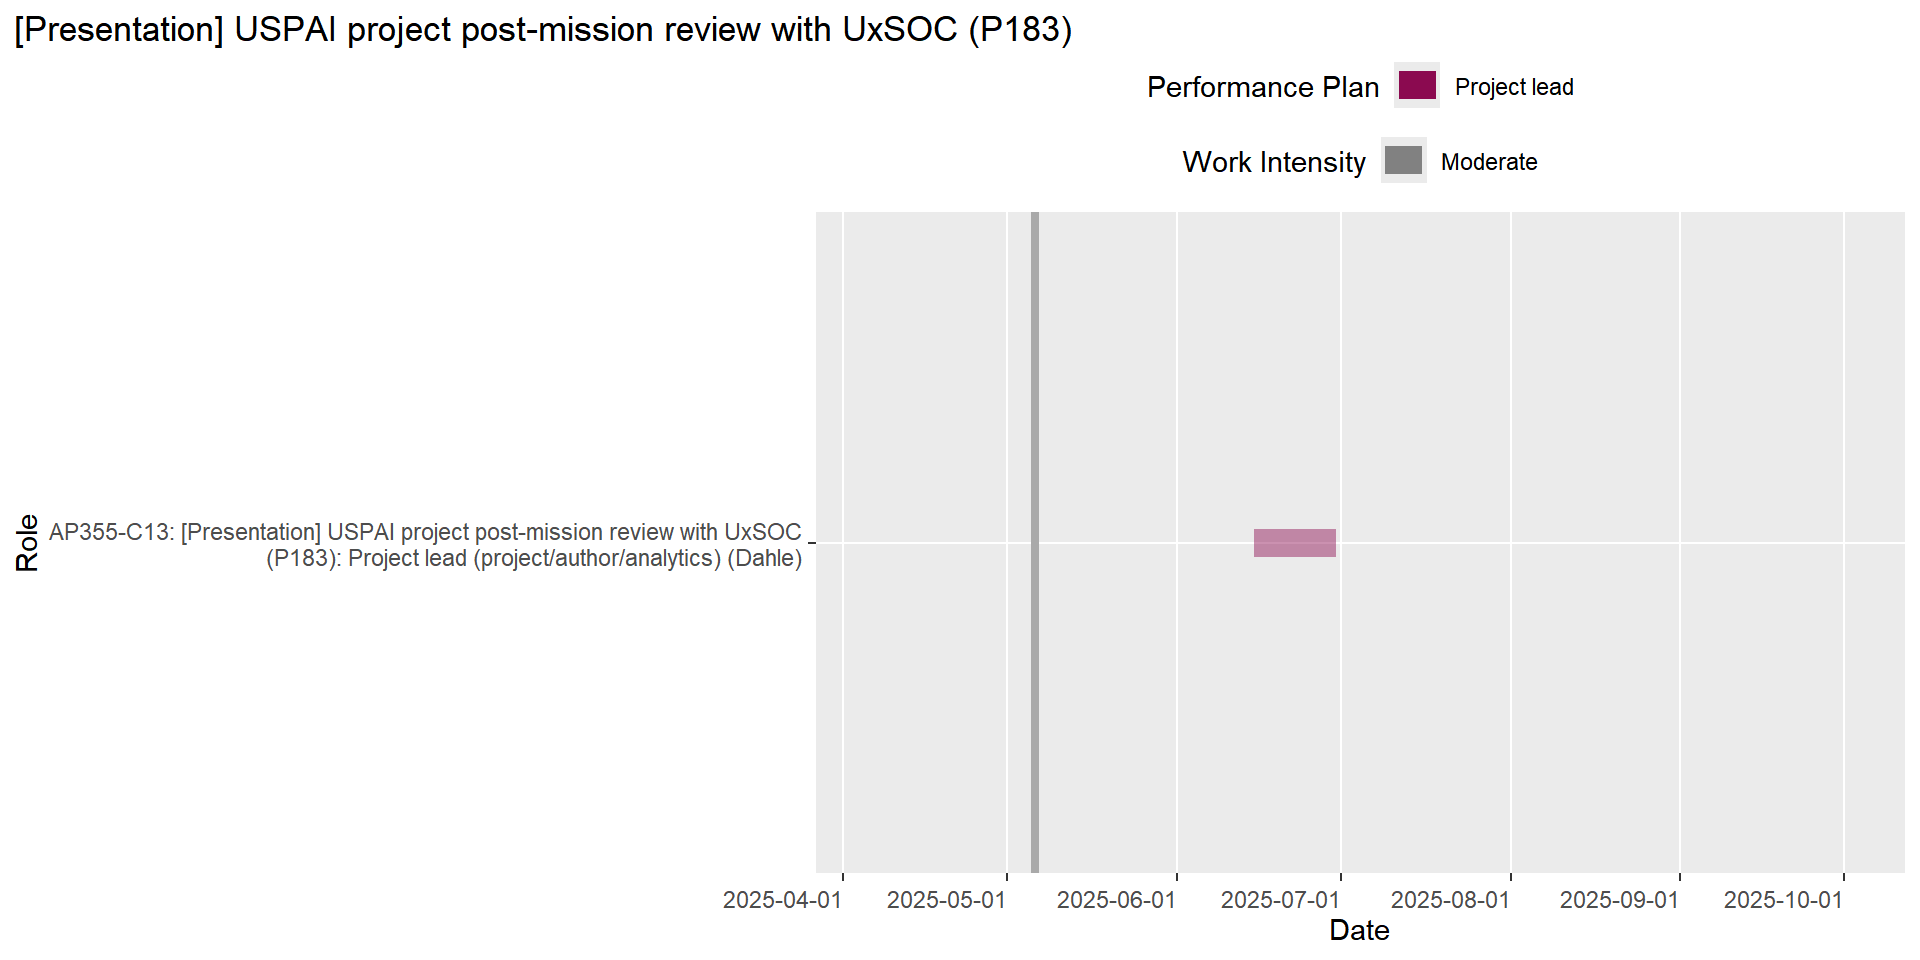 [Presentation] USPAI project post-mission review with UxSOC (P183)
Performance Plan
Project lead
Work Intensity
Moderate
Role
AP355-C13: [Presentation] USPAI project post-mission review with UxSOC
(P183): Project lead (project/author/analytics) (Dahle)
2025-04-01
2025-05-01
2025-06-01
2025-07-01
2025-08-01
2025-09-01
2025-10-01
Date